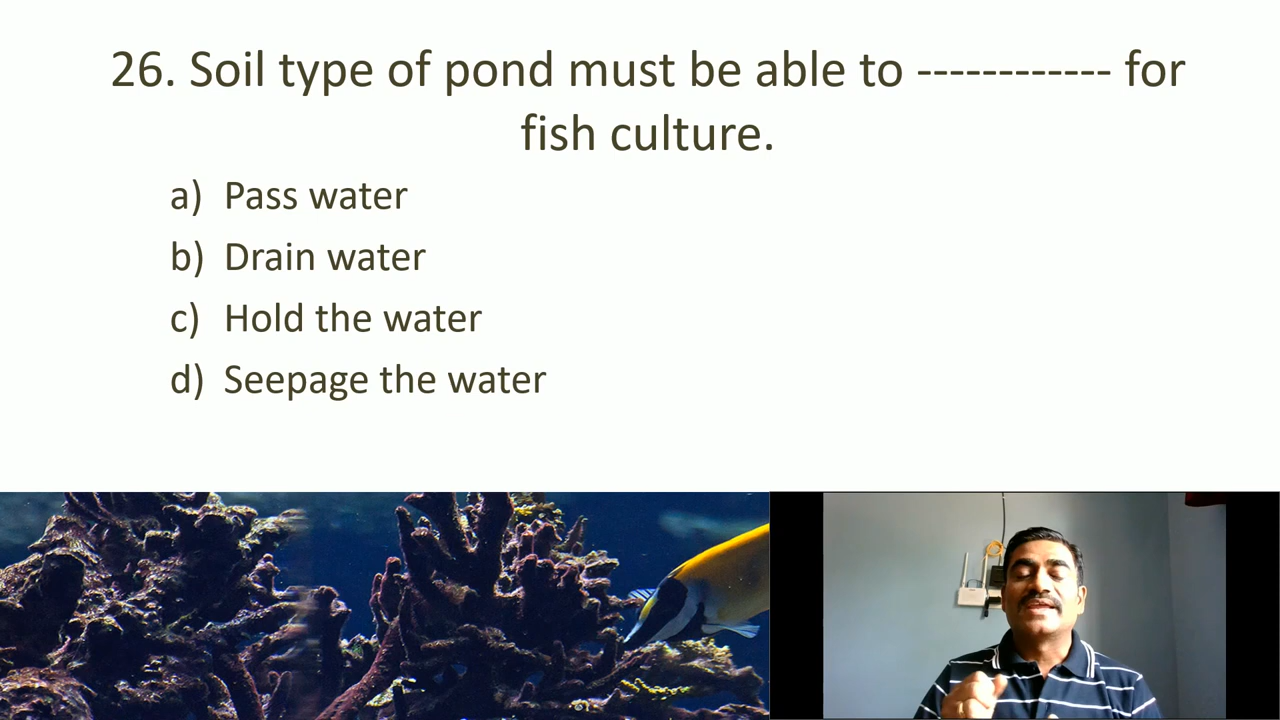 26. Soil type of pond must be able to ------------ for
fish culture.
a) Pass water
b) Drain water
c) Hold the water
d) Seepage the water